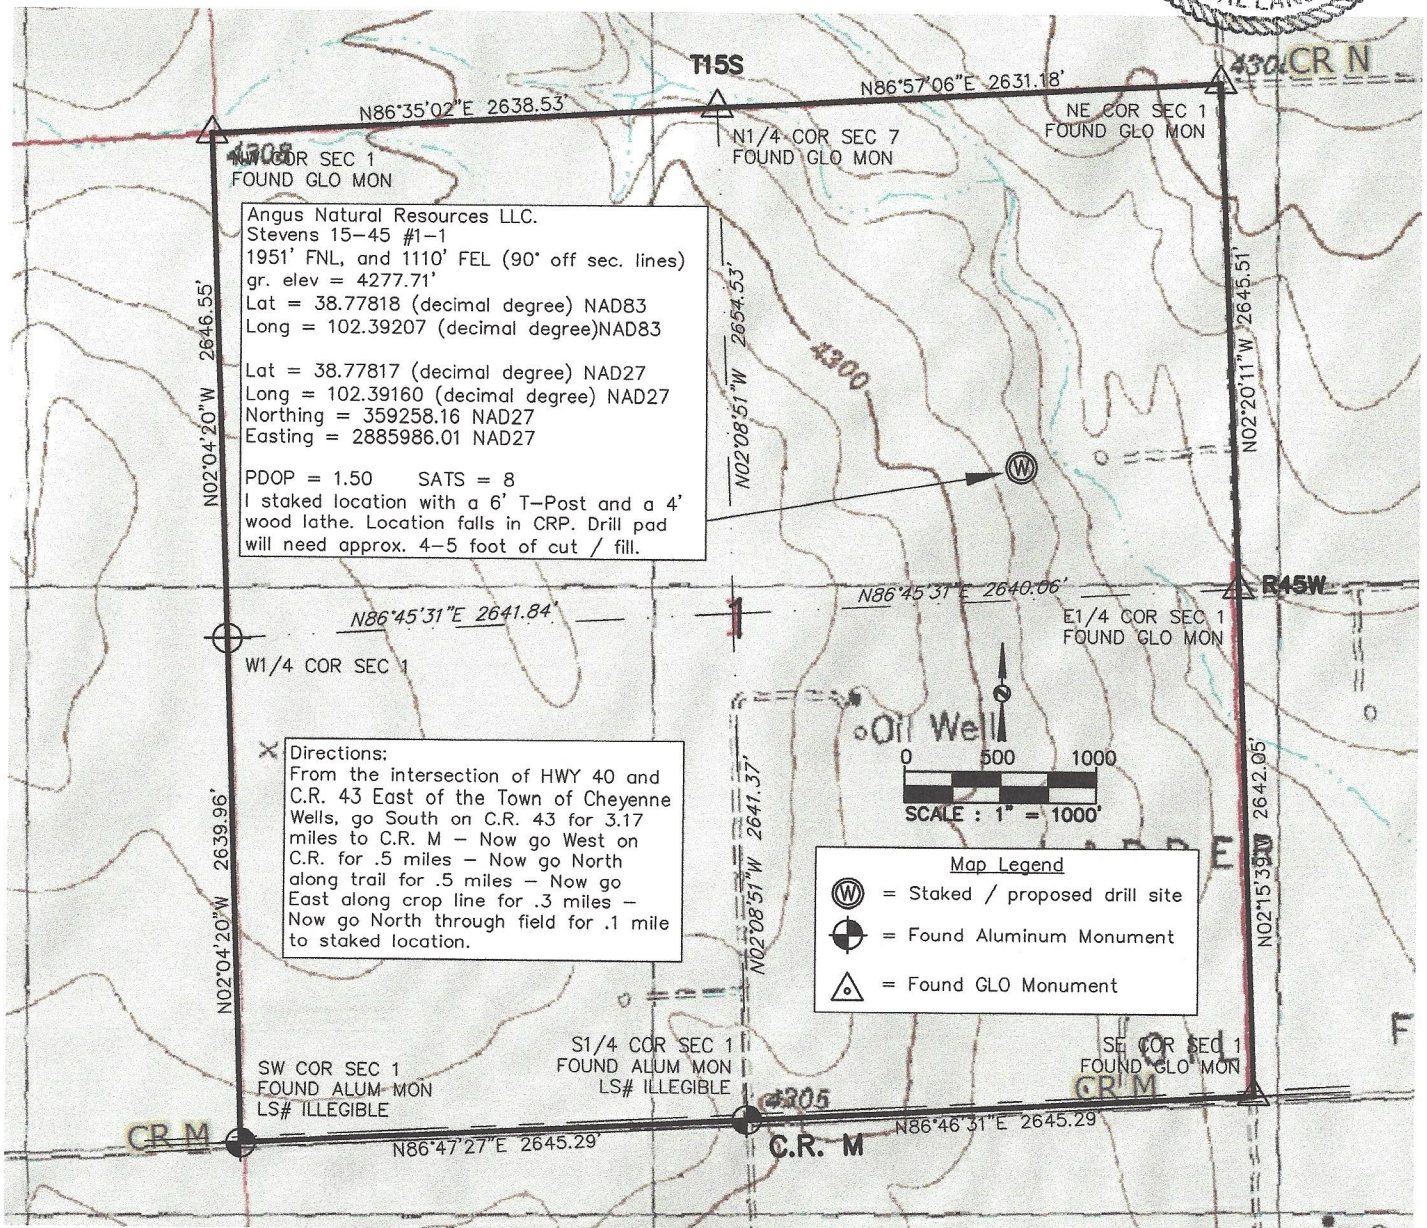 CR N
T15S
N86°35'02"E 2638.53'
N86°57'06"E 2631.18'
4308
NW COR SEC 1
FOUND GLO MON
N1/4 COR SEC 7
FOUND GLO MON
NE COR SEC 1
FOUND GLO MON
Angus Natural Resources LLC.
Stevens 15-45 #1-1
1951' FNL, and 1110' FEL (90° off sec. lines)
gr. elev = 4277.71'
Lat = 38.77818 (decimal degree) NAD83
Long = 102.39207 (decimal degree)NAD83
Lat = 38.77817 (decimal degree) NAD27
Long = 102.39160 (decimal degree) NAD27
Northing = 359258.16 NAD27
Easting = 2885986.01 NAD27
PDOP = 1.50 SATS = 8
I staked location with a 6' T-Post and a 4'
wood lathe. Location falls in CRP. Drill pad
will need approx. 4-5 foot of cut / fill.
N02°04'20"W 2646.55'
N02°08'51"W 2654.53'
N02°20'11"W 2645.51'
4300
W
N86°45'31"E 2641.84'
1
N86°45'31"E 2640.06'
R45W
E1/4 COR SEC 1
FOUND GLO MON
W1/4 COR SEC 1
Oil Well
N
0 500 1000
SCALE : 1" = 1000'
X
Directions:
From the intersection of HWY 40 and
C.R. 43 East of the Town of Cheyenne
Wells, go South on C.R. 43 for 3.17
miles to C.R. M - Now go West on
C.R. for .5 miles - Now go North
along trail for .5 miles - Now go
East along crop line for .3 miles -
Now go North through field for .1 mile
to staked location.
N02°04'20"W 2639.96'
N02°08'51"W 2641.37'
N02°15'39"W 2642.05'
Map Legend
W = Staked / proposed drill site
= Found Aluminum Monument
= Found GLO Monument
OIL
F
SW COR SEC 1
FOUND ALUM MON
LS# ILLEGIBLE
S1/4 COR SEC 1
FOUND ALUM MON
LS# ILLEGIBLE
SE COR SEC 1
FOUND GLO MON
CR M
4305
CR M
N86°47'27"E 2645.29'
C.R. M
N86°46'31"E 2645.29'